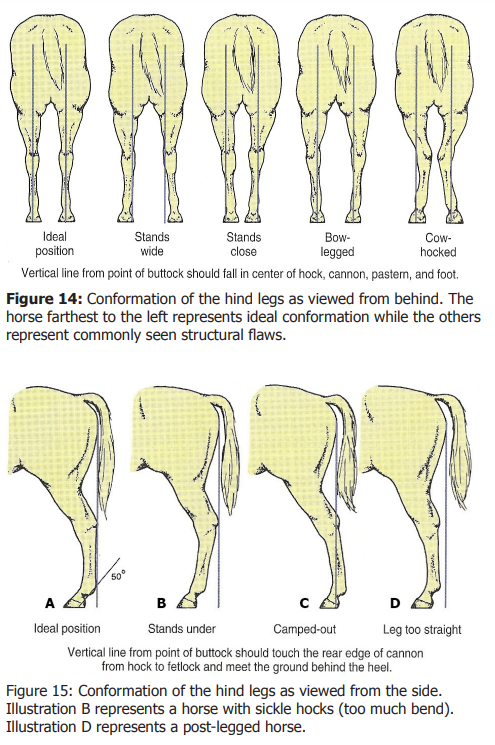 Ideal position
Stands wide
Stands close
Bow-legged
Cow-hocked
Vertical line from point of buttock should fall in center of hock, cannon, pastern, and foot.
Figure 14: Conformation of the hind legs as viewed from behind. The
horse farthest to the left represents ideal conformation while the others
represent commonly seen structural flaws.
50°
A B C D
Ideal position Stands under Camped-out Leg too straight
Vertical line from point of buttock should touch the rear edge of cannon
from hock to fetlock and meet the ground behind the heel.
Figure 15: Conformation of the hind legs as viewed from the side.
Illustration B represents a horse with sickle hocks (too much bend).
Illustration D represents a post-legged horse.